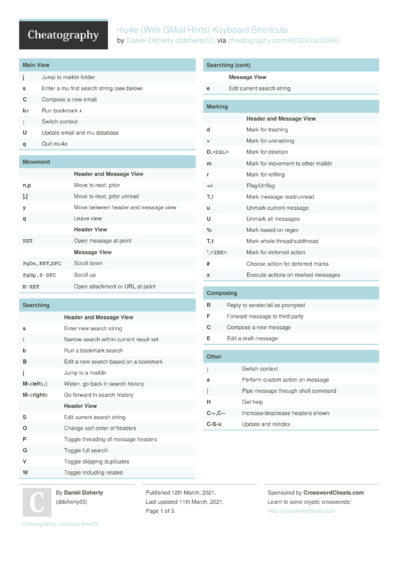 Cheatography
mu4e (With GMail Hints) Keyboard Shortcuts
by Daniel Doherty (ddoherty03) via cheatography.com/63303/cs/22040/
Main View
j Jump to maildir folder
s Enter a mu find search string (see below)
C Compose a new email
bx Run bookmark x
; Switch context
U Update email and mu database
q Quit mu4e
Movement
Header and Message View
n,p Move to next, prior
],[ Move to next, prior unread
y Move between header and message view
q Leave view
Header View
RET Open message at point
Message View
PgDn,RET,SPC Scroll down
PgUp,S-SPC Scroll up
M-RET Open attachment or URL at point
Searching
Header and Message View
s Enter new search string
/ Narrow search within current result set
b Run a bookmark search
B Edit a new search based on a bookmark
j Jump to a maildir
M-<left>,\ Widen, go back in search history
M-<right> Go forward in search history
Header View
S Edit current search string
O Change sort order of headers
P Toggle threading of message headers
Q Toggle full search
V Toggle skipping duplicates
W Toggle including related
Searching (cont)
Message View
e Edit current search string
Marking
Header and Message View
d Mark for trashing
= Mark for untrashing
D,<DEL> Mark for deletion
m Mark for movement to other maildir
r Mark for refiling
+/- Flag/Unflag
?,! Mark message read/unread
u Unmark current message
U Unmark all messages
% Mark based on regex
T,t Mark whole thread/subthread
*,<INS> Mark for deferred action
# Choose action for deferred marks
x Execute actions on marked messages
Composing
R Reply to sender/all as prompted
F Forward message to third party
C Compose a new message
E Edit a draft message
Other
; Switch context
a Perform custom action on message
| Pipe message through shell command
H Get help
C-+,C-- Increase/descrease headers shown
C-S-u Update and reindex
C
By Daniel Doherty
(ddoherty03)
cheatography.com/ddoherty03/
Published 12th March, 2021.
Last updated 11th March, 2021.
Page 1 of 3.
Sponsored by CrosswordCheats.com
Learn to solve cryptic crosswords!
http://crosswordcheats.com